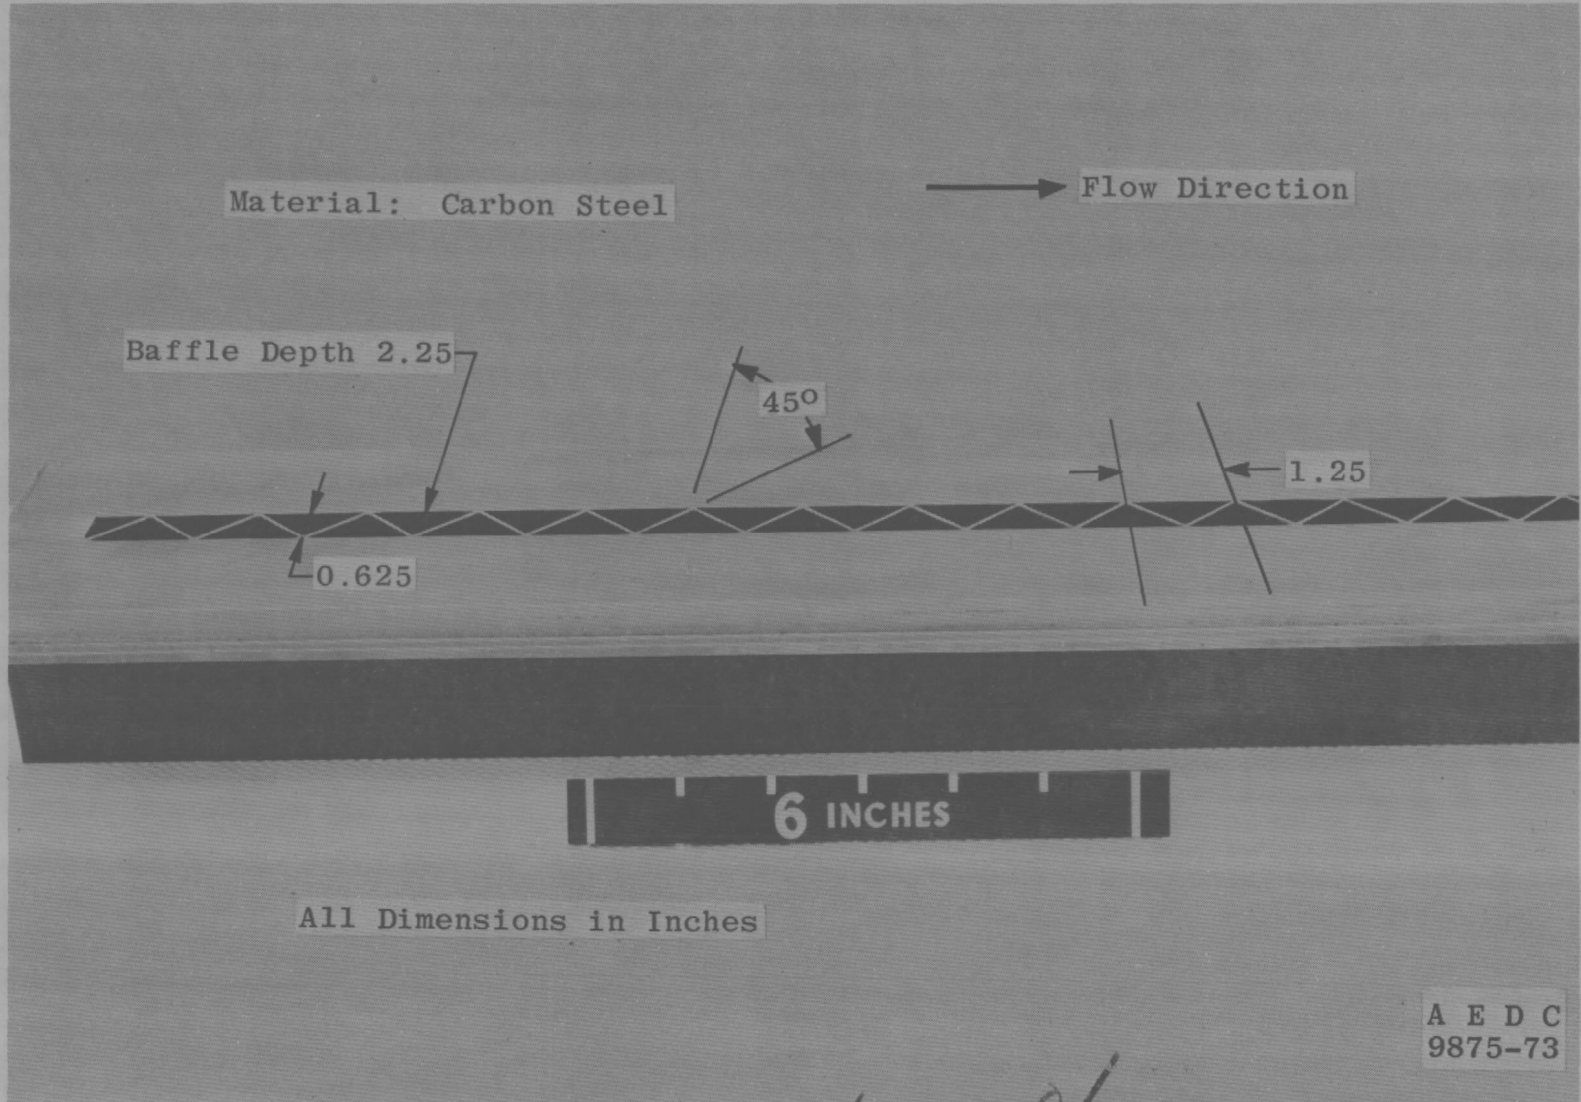 Material: Carbon Steel
Flow Direction
Baffle Depth 2.25
45º
1.25
0.625
6 INCHES
All Dimensions in Inches
A E D C
9875-73